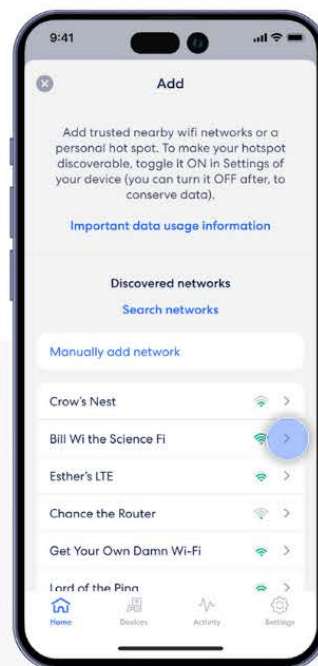 9:41
Add
Add trusted nearby wifi networks or a
personal hot spot. To make your hotspot
discoverable, toggle it ON in Settings of
your device (you can turn it OFF after, to
conserve data).
Important data usage information
Discovered networks
Search networks
Manually add network
Crow's Nest
Bill Wi the Science Fi
Esther's LTE
Chance the Router
Get Your Own Damn Wi-Fi
Lord of the Ping
Home Devices Activity Settings